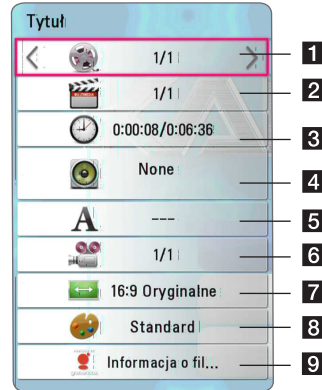 Tytuł
1/1
1
1/1
2
0:00:08/0:06:36
3
None
4
A
---
5
1/1
6
16:9 Oryginalne
7
Standard
8
Informacja o fil...
9